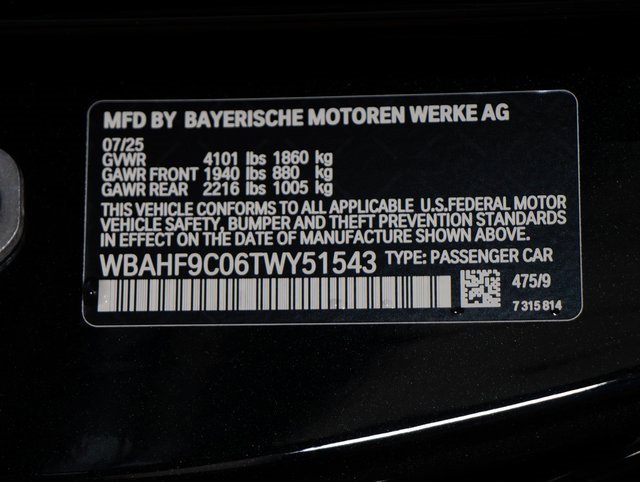 MFD BY BAYERISCHE MOTOREN WERKE AG
07/25
GVWR 4101 lbs 1860 kg
GAWR FRONT 1940 lbs 880 kg
GAWR REAR 2216 lbs 1005 kg
THIS VEHICLE CONFORMS TO ALL APPLICABLE U.S.FEDERAL MOTOR
VEHICLE SAFETY, BUMPER AND THEFT PREVENTION STANDARDS
IN EFFECT ON THE DATE OF MANUFACTURE SHOWN ABOVE.
WBAHF9C06TWY51543 TYPE: PASSENGER CAR
475/9
7 315 814